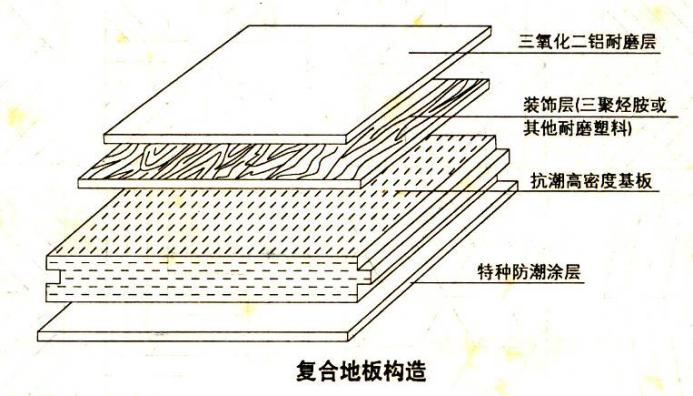 三氧化二铝耐磨层
装饰层(三聚烃胺或
其他耐磨塑料)
抗潮高密度基板
特种防潮涂层
复合地板构造